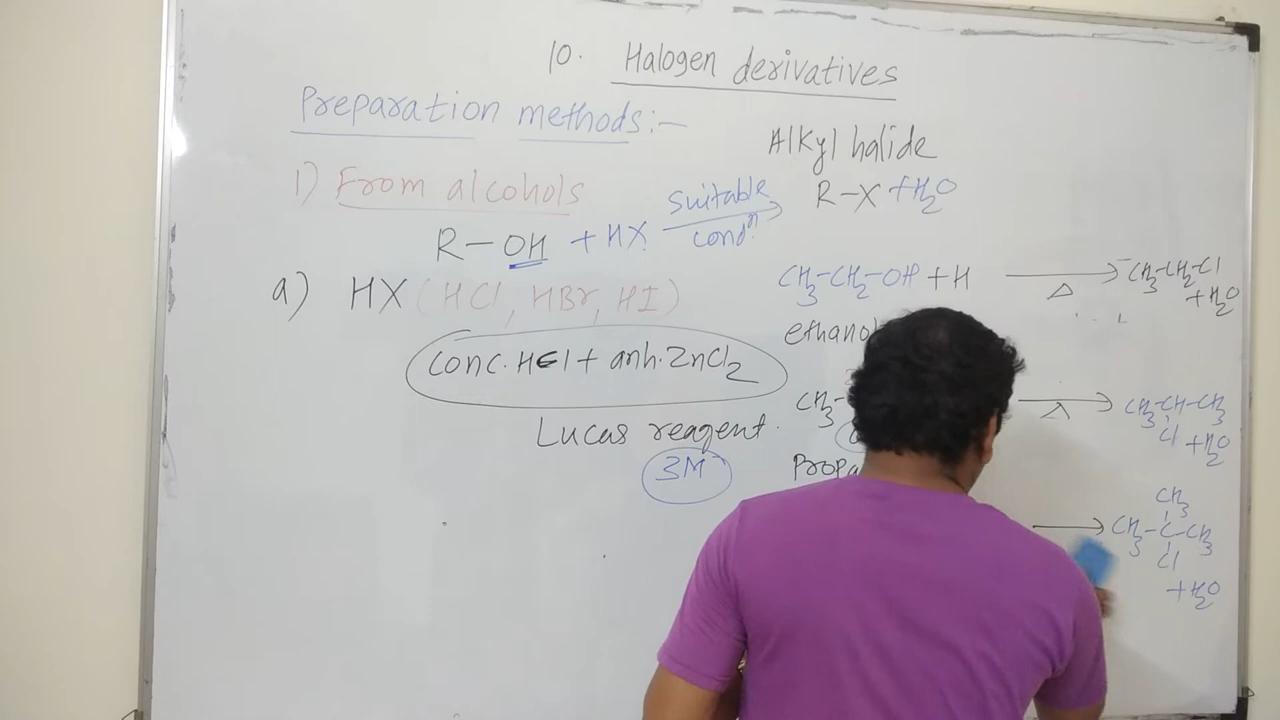 10. Halogen derivatives
Preparation methods:-
1) From alcohols
R-OH + HX suitable condⁿ. → R-X + H₂O
Alkyl halide
a) HX (HCl, HBr, HI)
conc. HCl + anh. ZnCl₂
Lucas reagent.
3M
CH₃-CH₂-OH + H Δ → CH₃-CH₂-Cl
+ H₂O
ethanol
CH₃- Δ → CH₃-CH-CH₃
Cl + H₂O
CH₃
→ CH₃-C-CH₃
Cl
+ H₂O